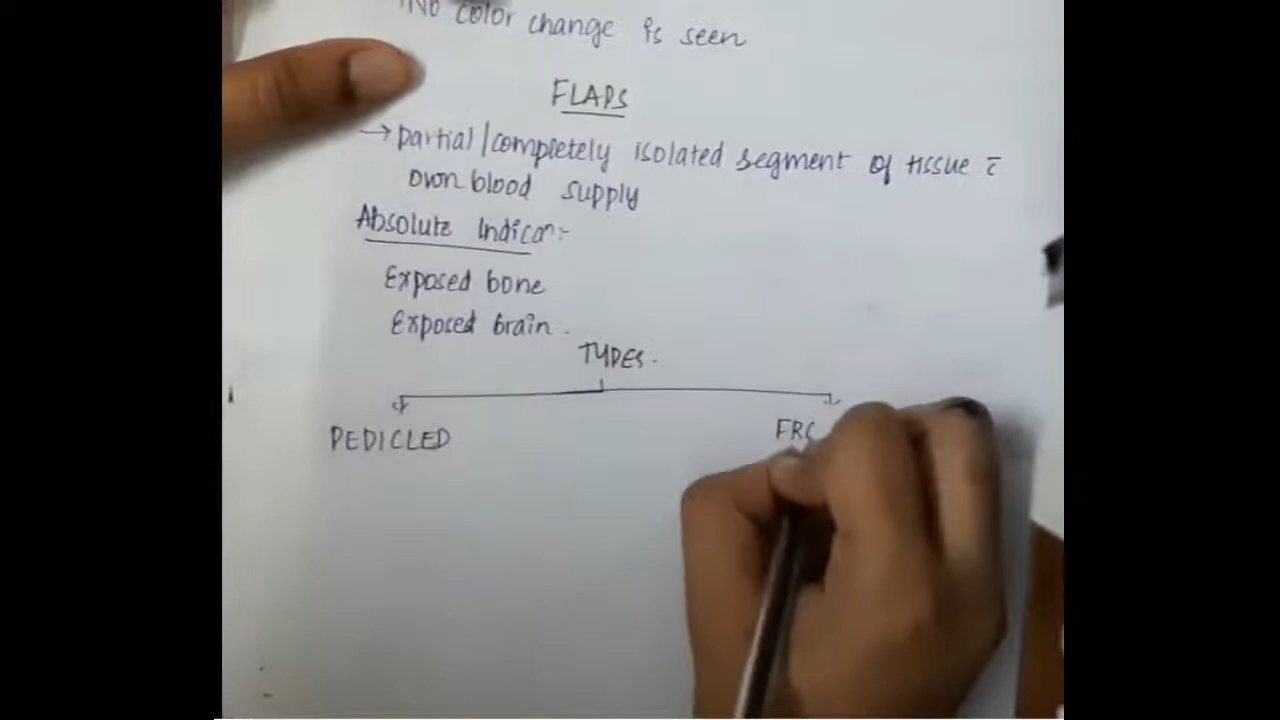 No color change is seen
FLAPS
→ partial/completely isolated segment of tissue c̄
own blood supply
Absolute Indican:-
Exposed bone
Exposed brain.
TYPES.
PEDICLED FRE